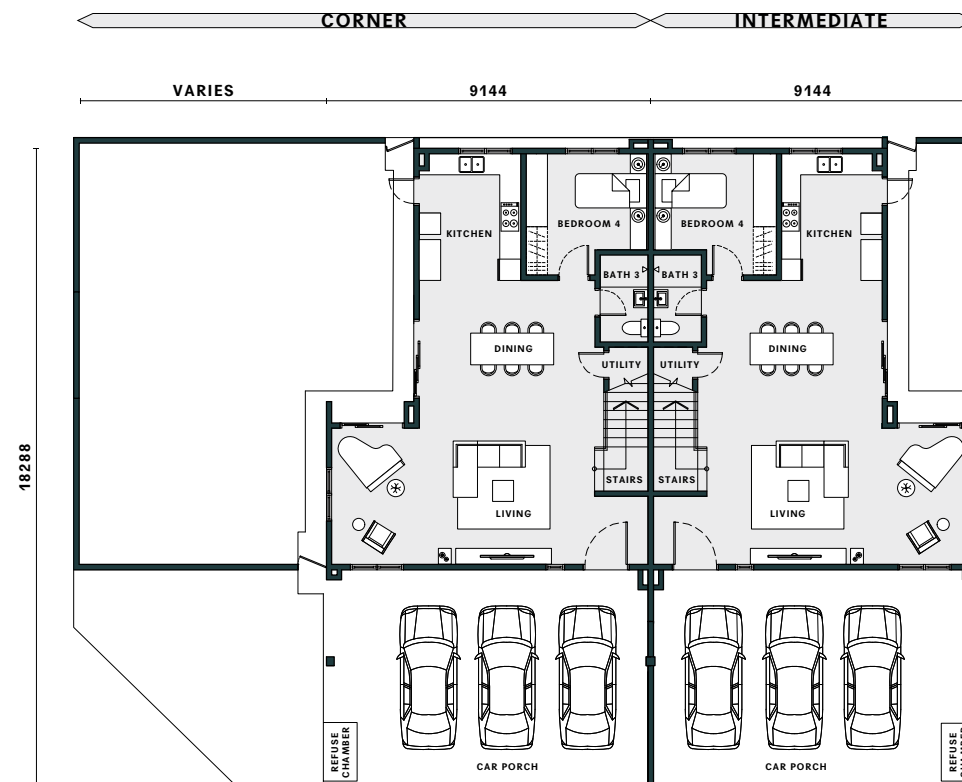 CORNER
INTERMEDIATE
VARIES
9144
9144
18288
KITCHEN
BEDROOM 4
BEDROOM 4
KITCHEN
BATH 3
BATH 3
DINING
UTILITY
UTILITY
DINING
STAIRS
STAIRS
LIVING
LIVING
REFUSE
CHAMBER
CAR PORCH
CAR PORCH
REFUSE